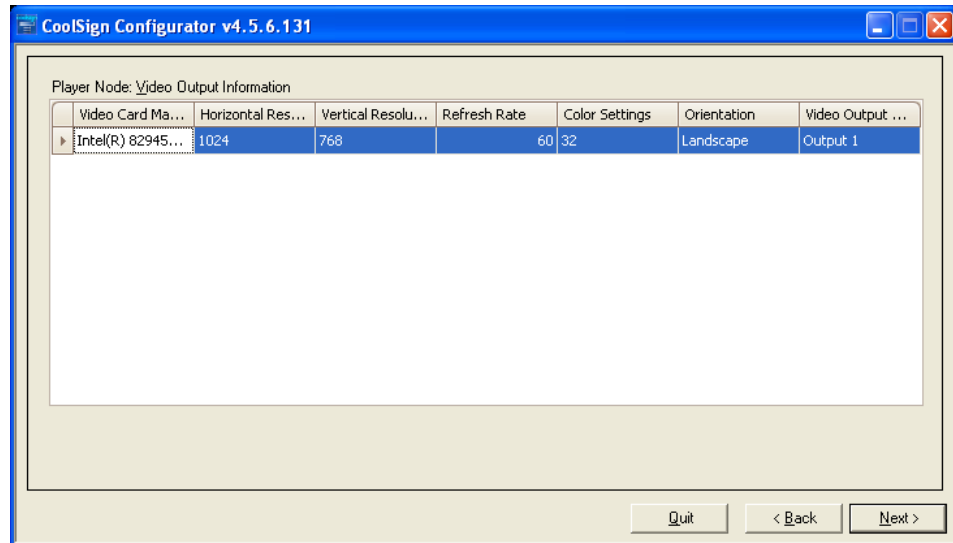 CoolSign Configurator v4.5.6.131
Player Node: Video Output Information
Video Card Ma... Horizontal Res... Vertical Resolu... Refresh Rate Color Settings Orientation Video Output ...
Intel(R) 82945... 1024 768 60 32 Landscape Output 1
Quit < Back Next >